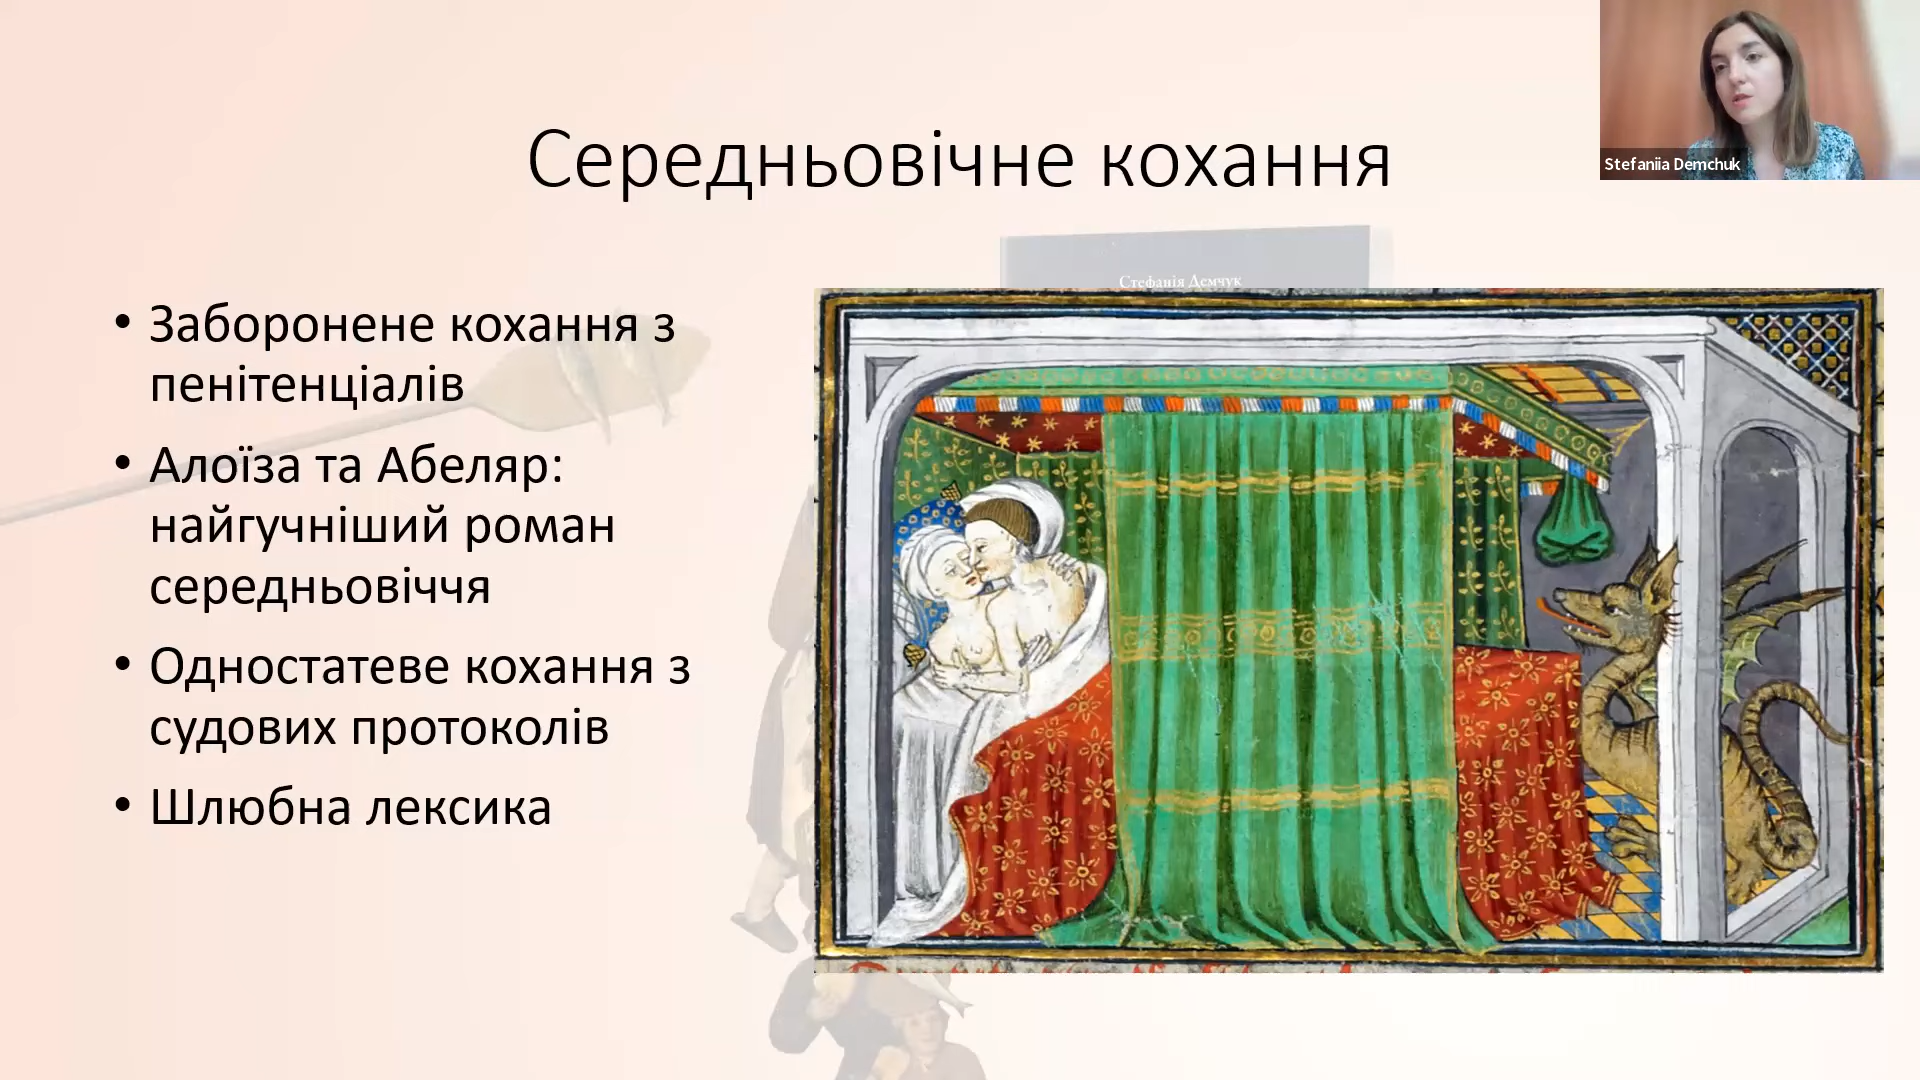 Середньовічне кохання
Stefaniia Demchuk
Стефанія Демчук
• Заборонене кохання з
пенітенціалів
• Алоїза та Абеляр:
найгучніший роман
середньовіччя
• Одностатеве кохання з
судових протоколів
• Шлюбна лексика